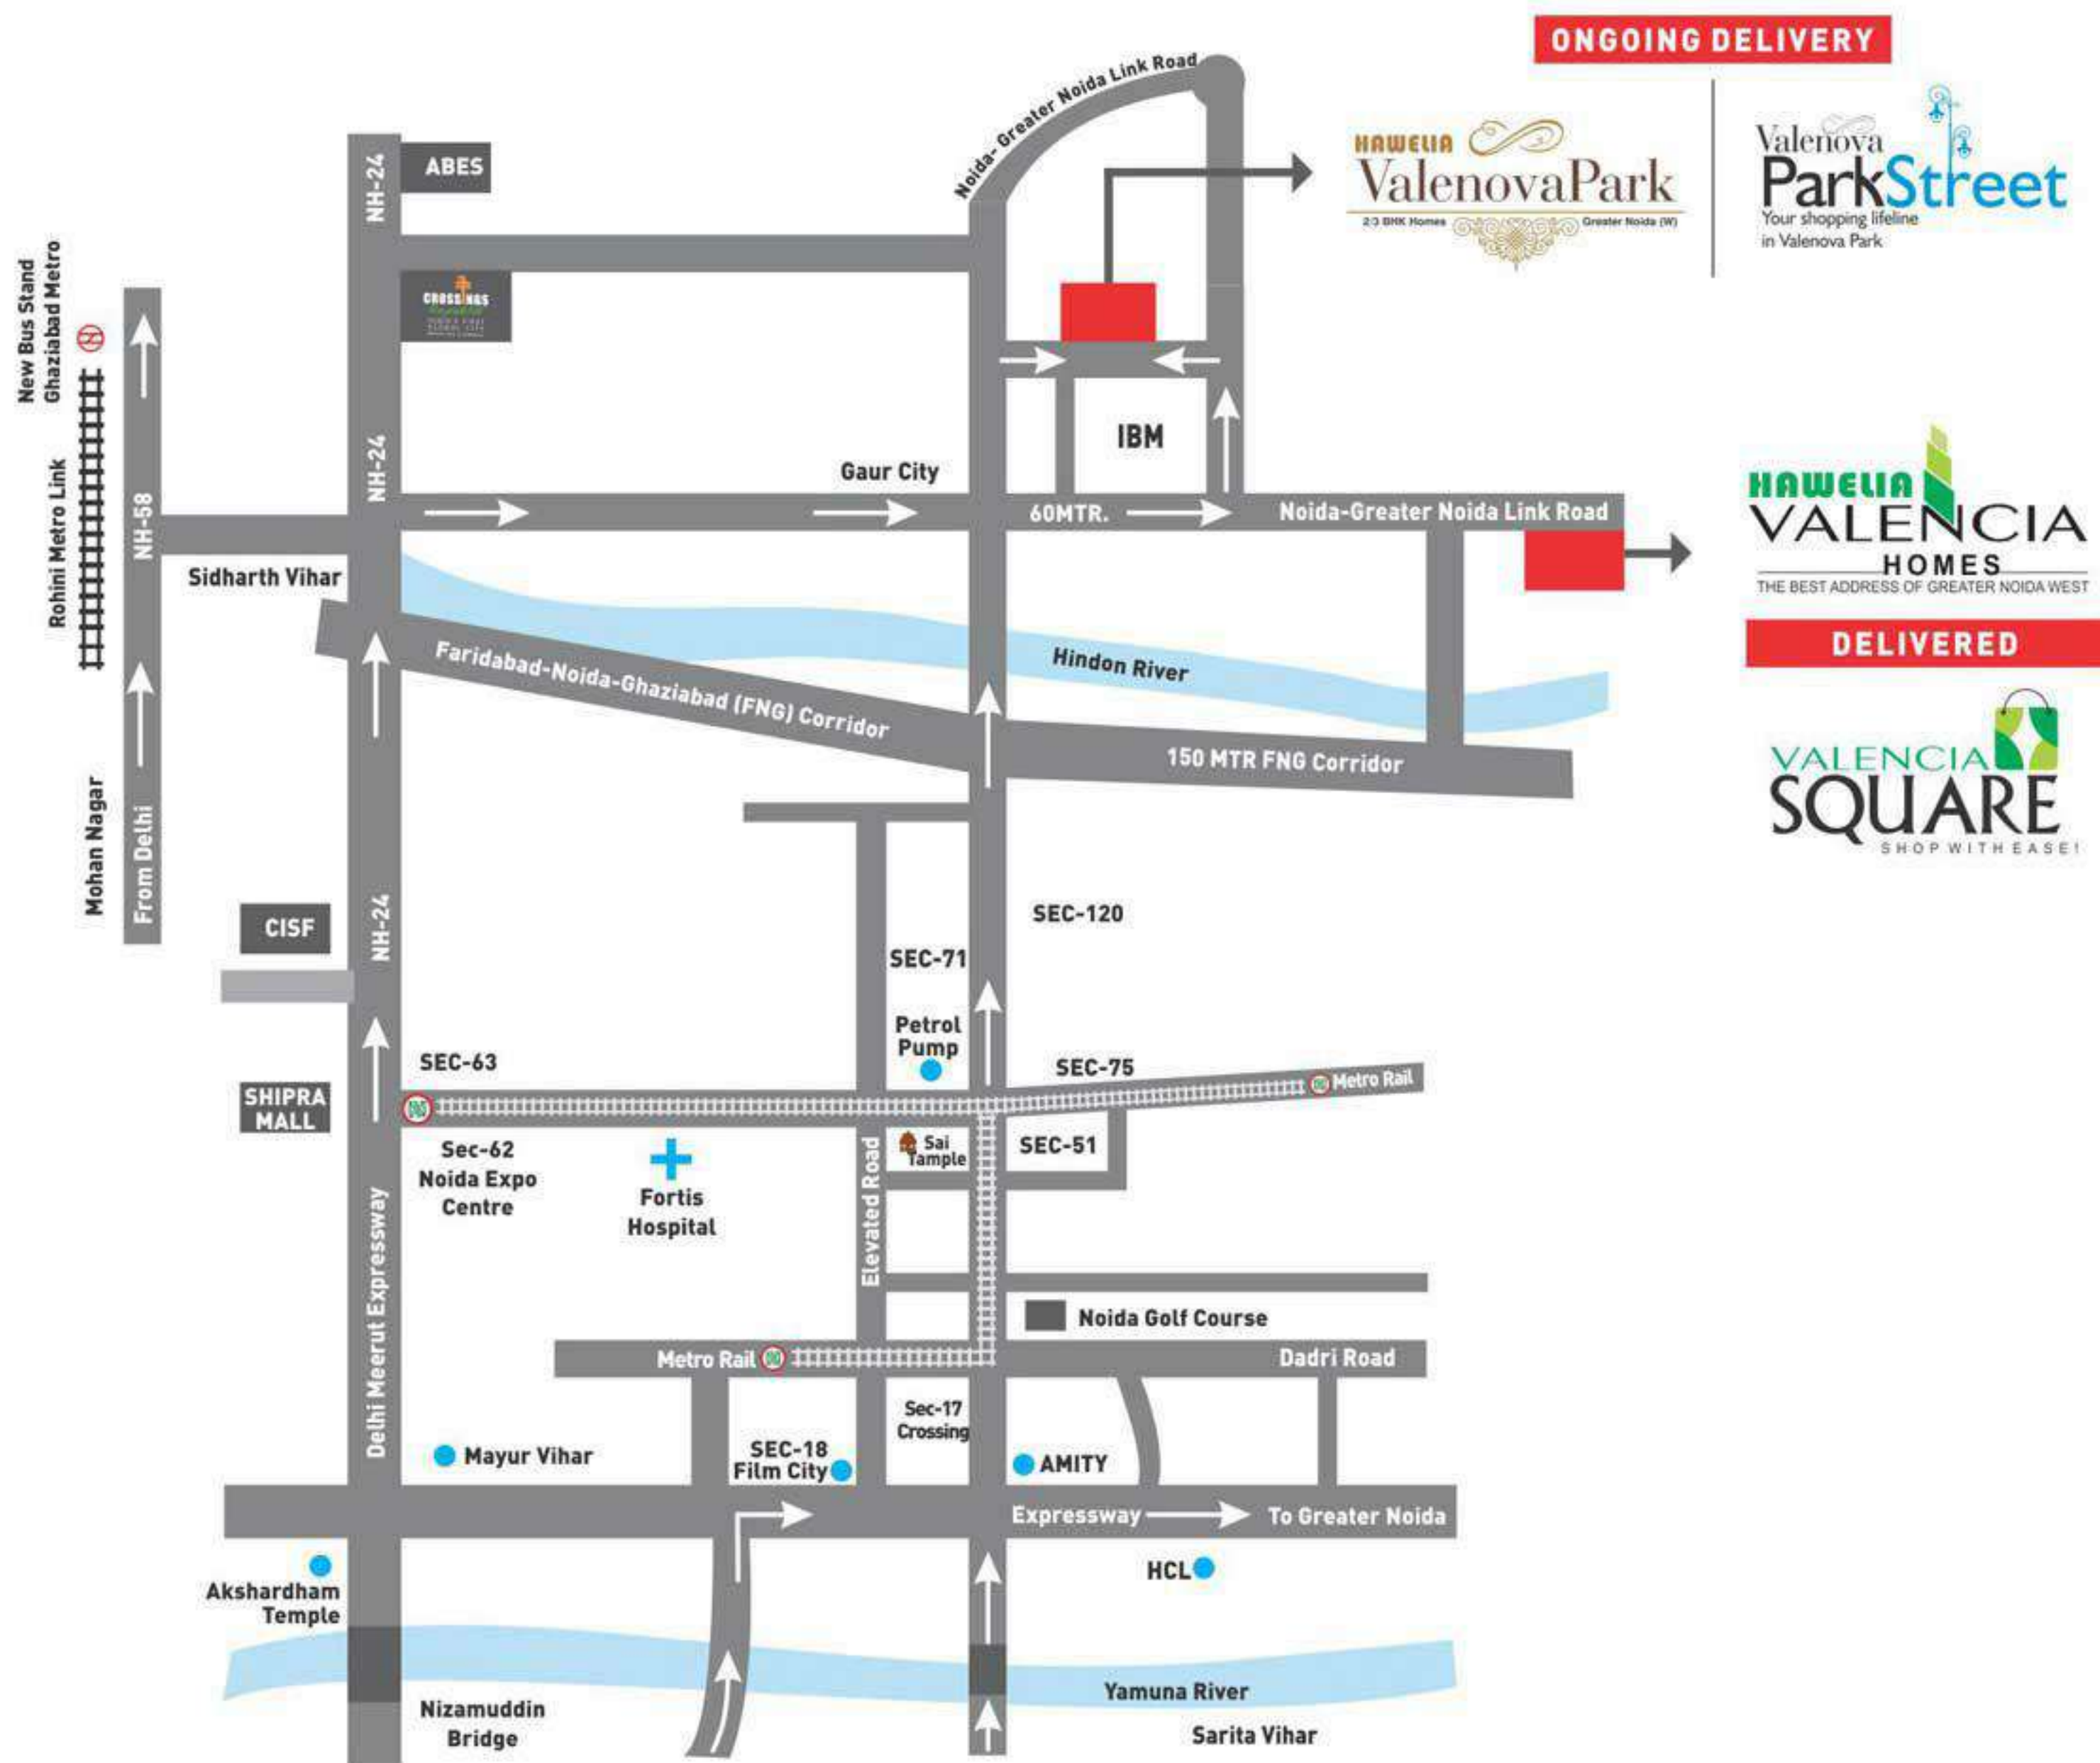 ONGOING DELIVERY
HAWELIA
ValenovaPark
2/3 BHK Homes
Greater Noida (W)
Valenova
ParkStreet
Your shopping lifeline
in Valenova Park
Noida- Greater Noida Link Road
NH-24
ABES
CROSSINGS
New Bus Stand
Ghaziabad Metro
Rohini Metro Link
NH-58
NH-24
Gaur City
IBM
60MTR.
Noida-Greater Noida Link Road
HAWELIA
VALENCIA
HOMES
THE BEST ADDRESS OF GREATER NOIDA WEST
DELIVERED
VALENCIA
SQUARE
SHOP WITH EASE!
Sidharth Vihar
Faridabad-Noida-Ghaziabad (FNG) Corridor
Hindon River
150 MTR FNG Corridor
Mohan Nagar
From Delhi
CISF
NH-24
SEC-120
SEC-71
Petrol
Pump
SEC-63
SEC-75
Metro Rail
SHIPRA
MALL
Sec-62
Noida Expo
Centre
Fortis
Hospital
Elevated Road
Sai
Tample
SEC-51
Delhi Meerut Expressway
Noida Golf Course
Metro Rail
Dadri Road
Sec-17
Crossing
Mayur Vihar
SEC-18
Film City
AMITY
Expressway
To Greater Noida
HCL
Akshardham
Temple
Yamuna River
Nizamuddin
Bridge
Sarita Vihar